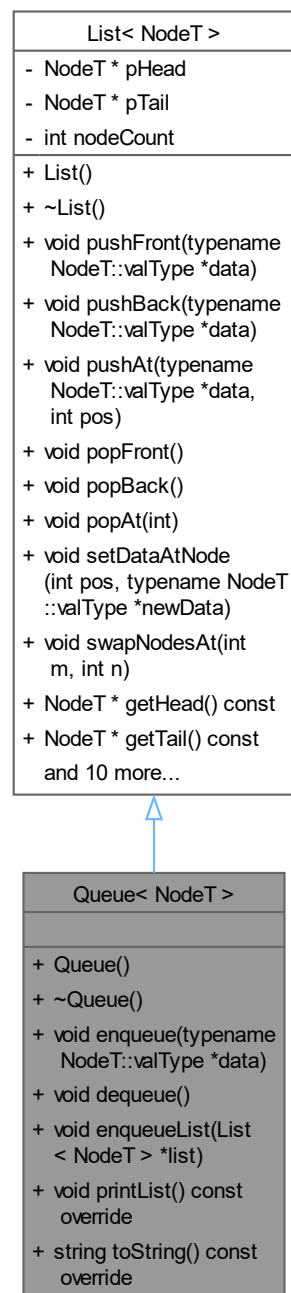 List< NodeT >
- NodeT * pHead
- NodeT * pTail
- int nodeCount
+ List()
+ ~List()
+ void pushFront(typename
NodeT::valType *data)
+ void pushBack(typename
NodeT::valType *data)
+ void pushAt(typename
NodeT::valType *data,
int pos)
+ void popFront()
+ void popBack()
+ void popAt(int)
+ void setDataAtNode
(int pos, typename NodeT
::valType *newData)
+ void swapNodesAt(int
m, int n)
+ NodeT * getHead() const
+ NodeT * getTail() const
and 10 more...
Queue< NodeT >
+ Queue()
+ ~Queue()
+ void enqueue(typename
NodeT::valType *data)
+ void dequeue()
+ void enqueueList(List
< NodeT > *list)
+ void printList() const
override
+ string toString() const
override